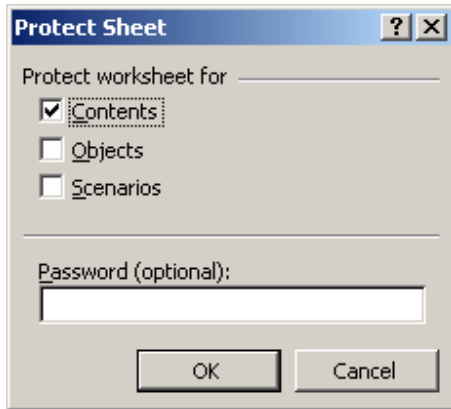 Protect Sheet
Protect worksheet for
Contents
Objects
Scenarios
Password (optional):
OK Cancel